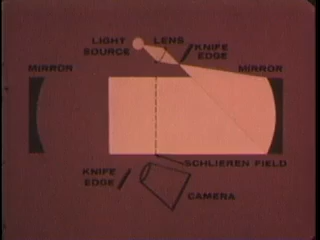 LIGHT
SOURCE
LENS
KNIFE
EDGE
MIRROR
MIRROR
SCHLIEREN FIELD
KNIFE
EDGE
CAMERA